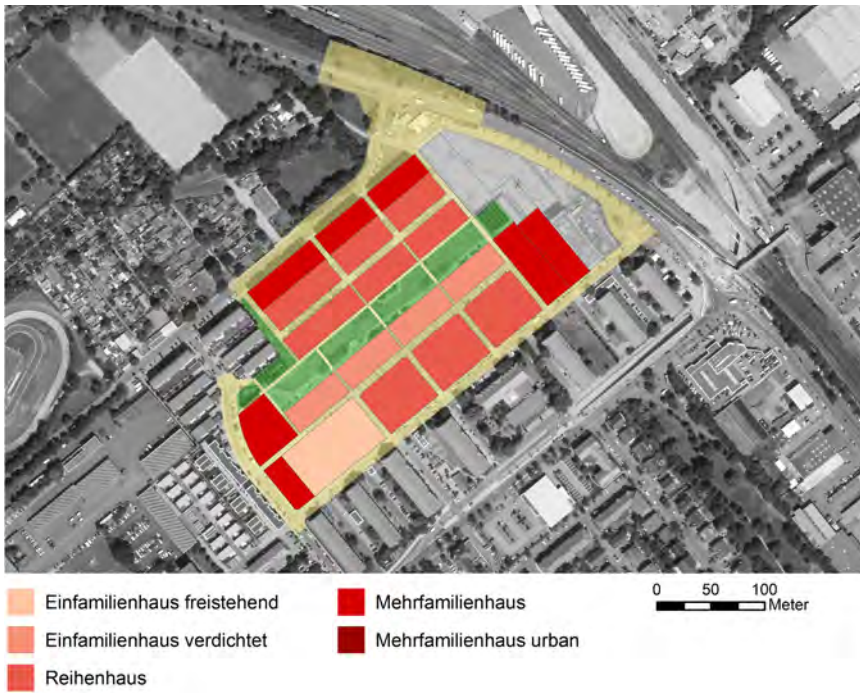 Einfamilienhaus freistehend
Einfamilienhaus verdichtet
Reihenhaus
Mehrfamilienhaus
Mehrfamilienhaus urban
0 50 100
Meter